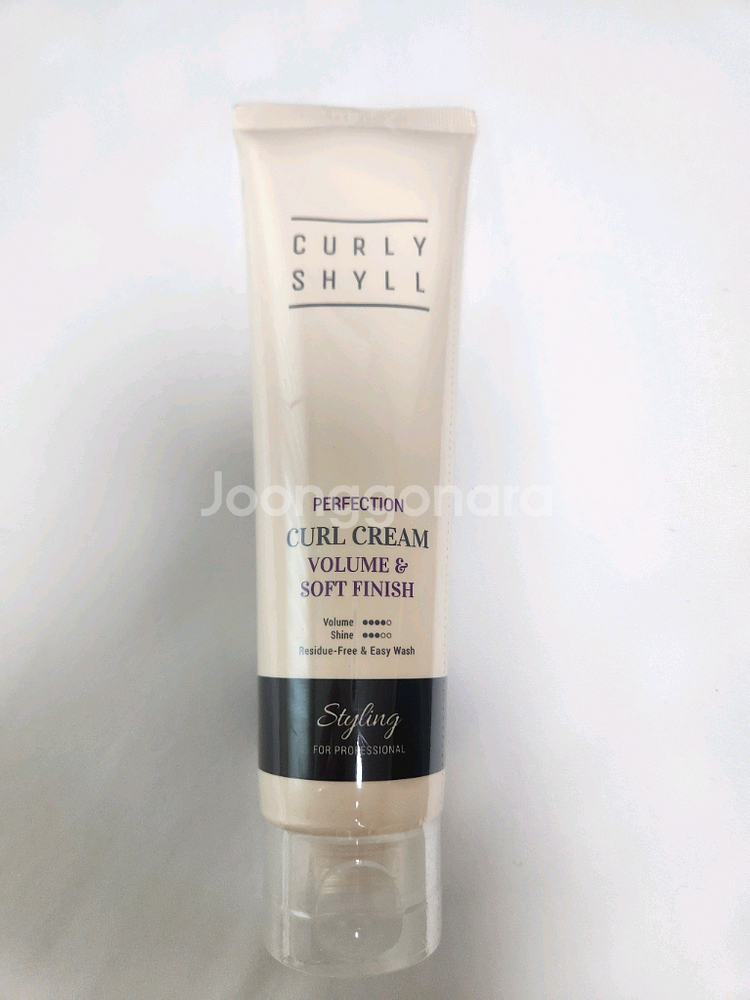 CURLY
SHYLL
Joonggonara
PERFECTION
CURL CREAM
VOLUME &
SOFT FINISH
Volume ●●●●○
Shine ●●●○○
Residue-Free & Easy Wash
Styling
FOR PROFESSIONAL